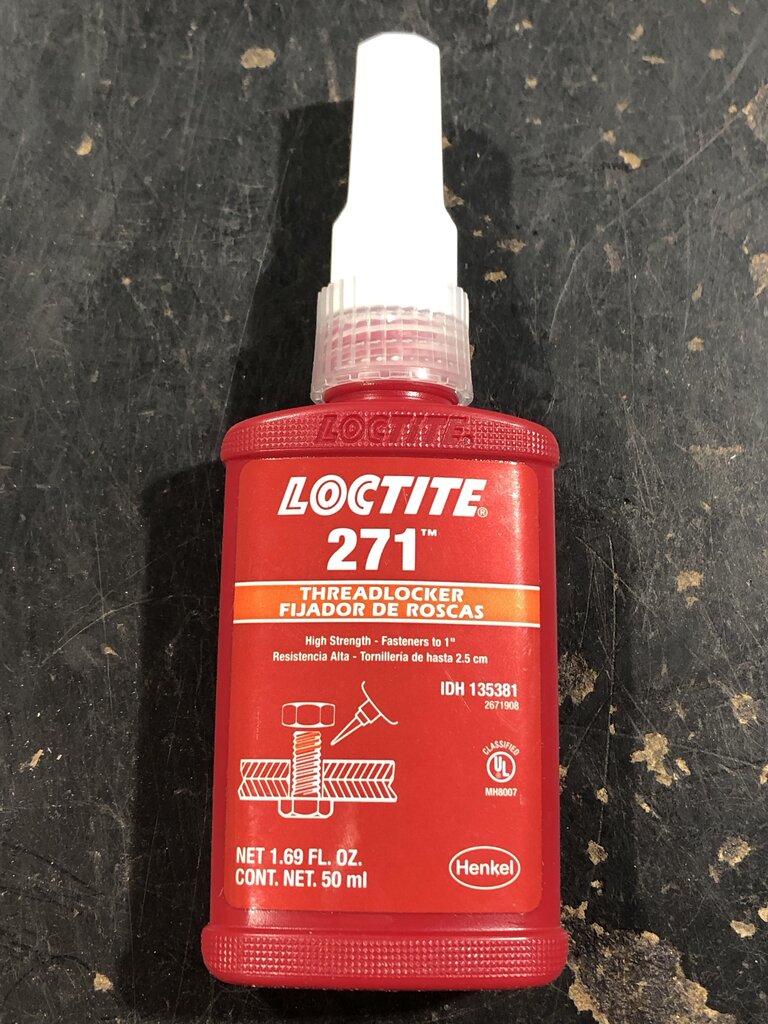 LOCTITE
LOCTITE®
271™
THREADLOCKER
FIJADOR DE ROSCAS
High Strength - Fasteners to 1"
Resistencia Alta - Tornillería de hasta 2.5 cm
IDH 135381
2671908
CLASSIFIED
UL
MH8007
NET 1.69 FL. OZ.
CONT. NET. 50 ml
Henkel